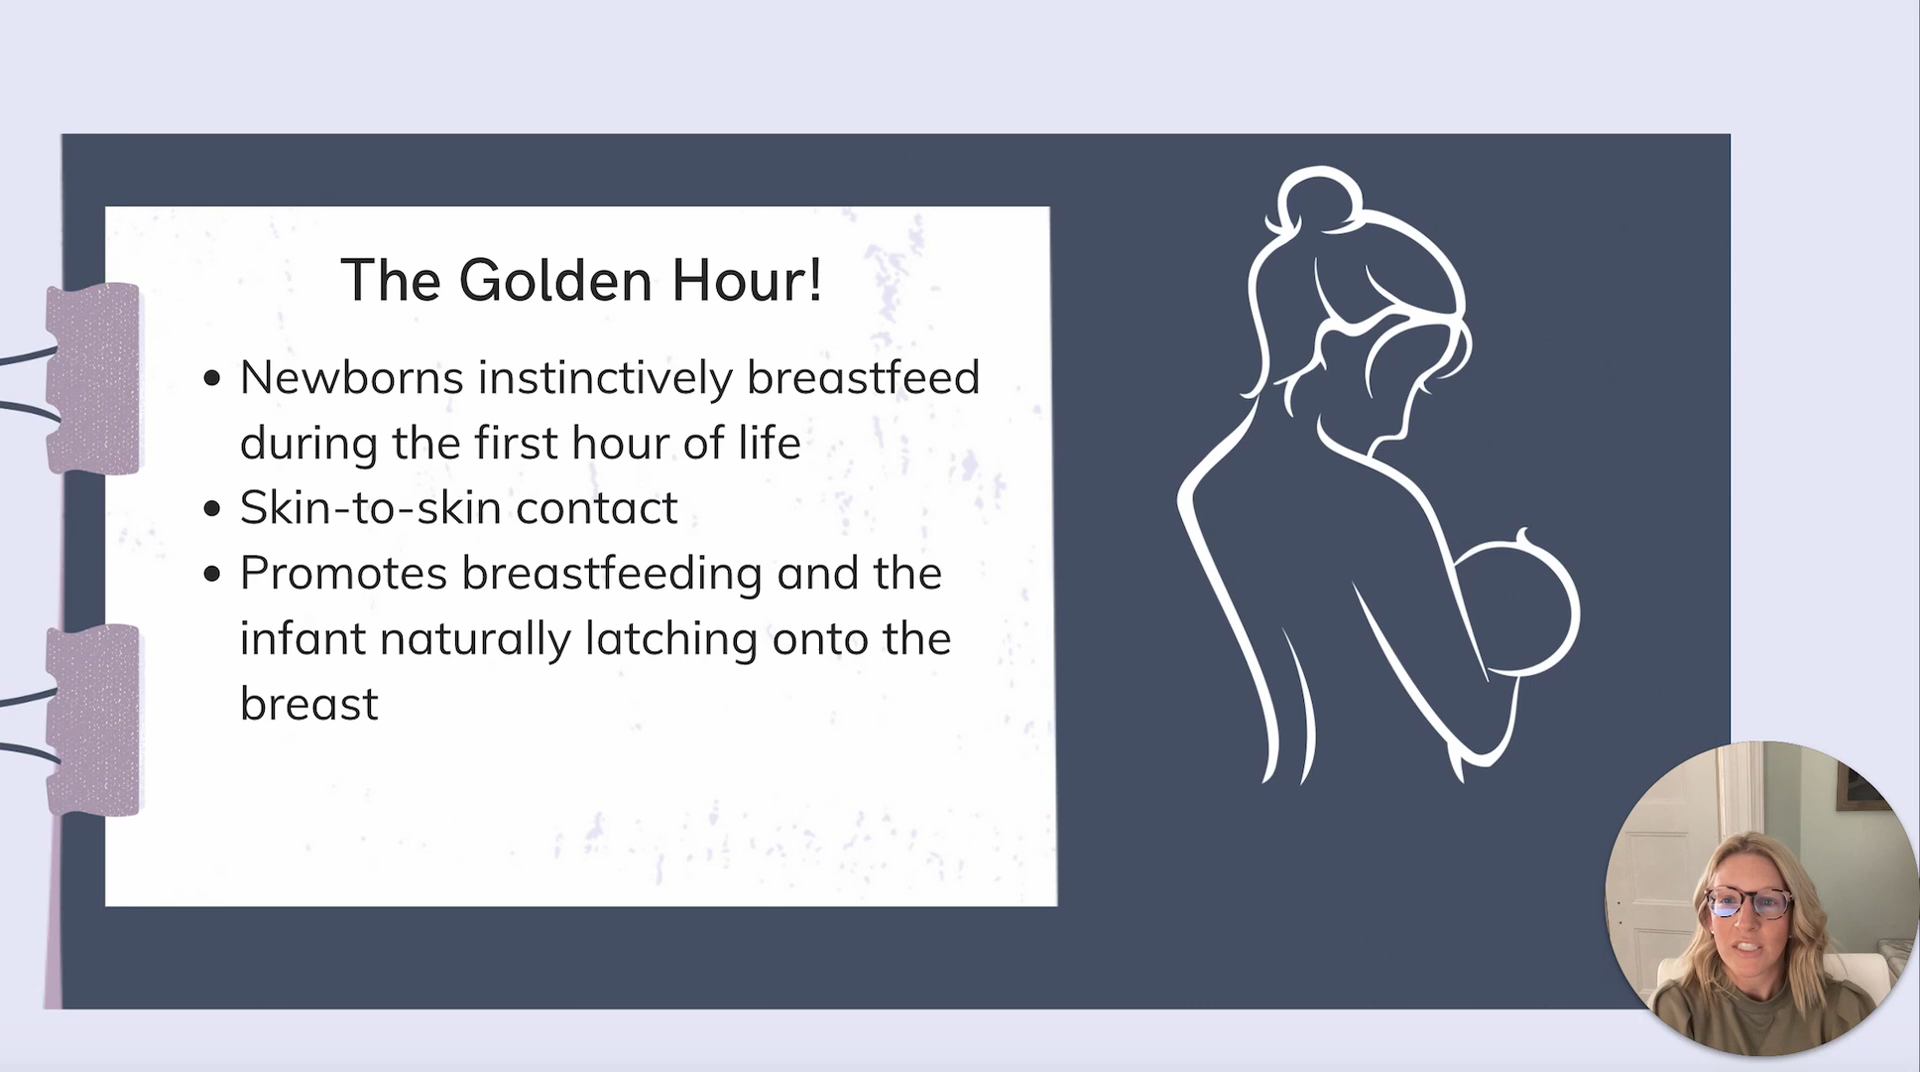 The Golden Hour!
• Newborns instinctively breastfeed
during the first hour of life
• Skin-to-skin contact
• Promotes breastfeeding and the
infant naturally latching onto the
breast